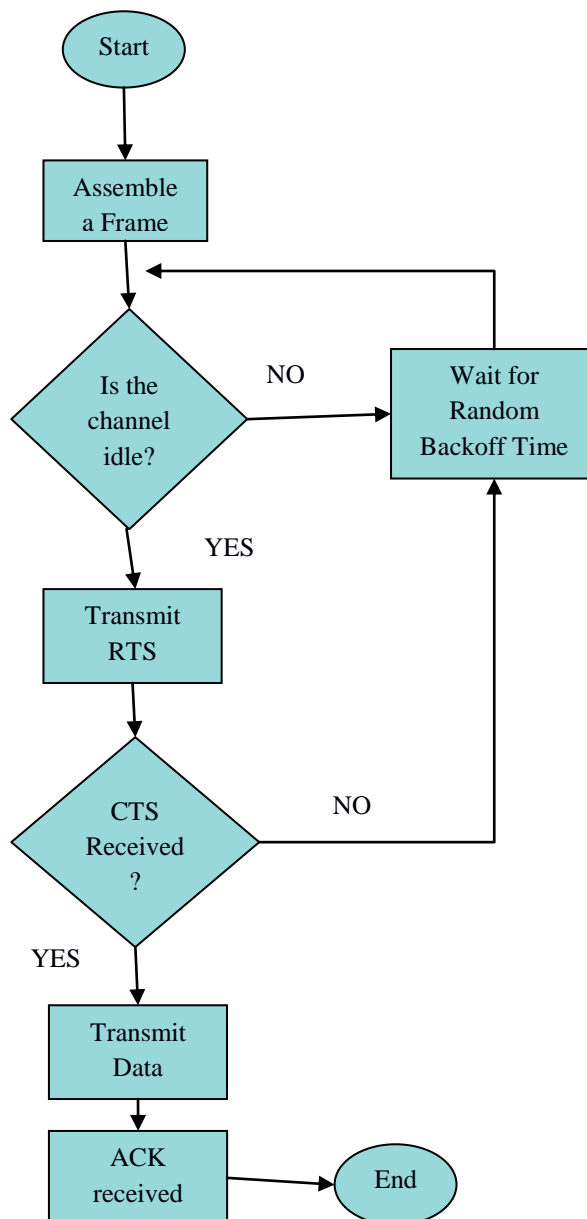 Start
Assemble
a Frame
Is the
channel
idle?
NO
Wait for
Random
Backoff Time
YES
Transmit
RTS
CTS
Received
?
NO
YES
Transmit
Data
ACK
received
End